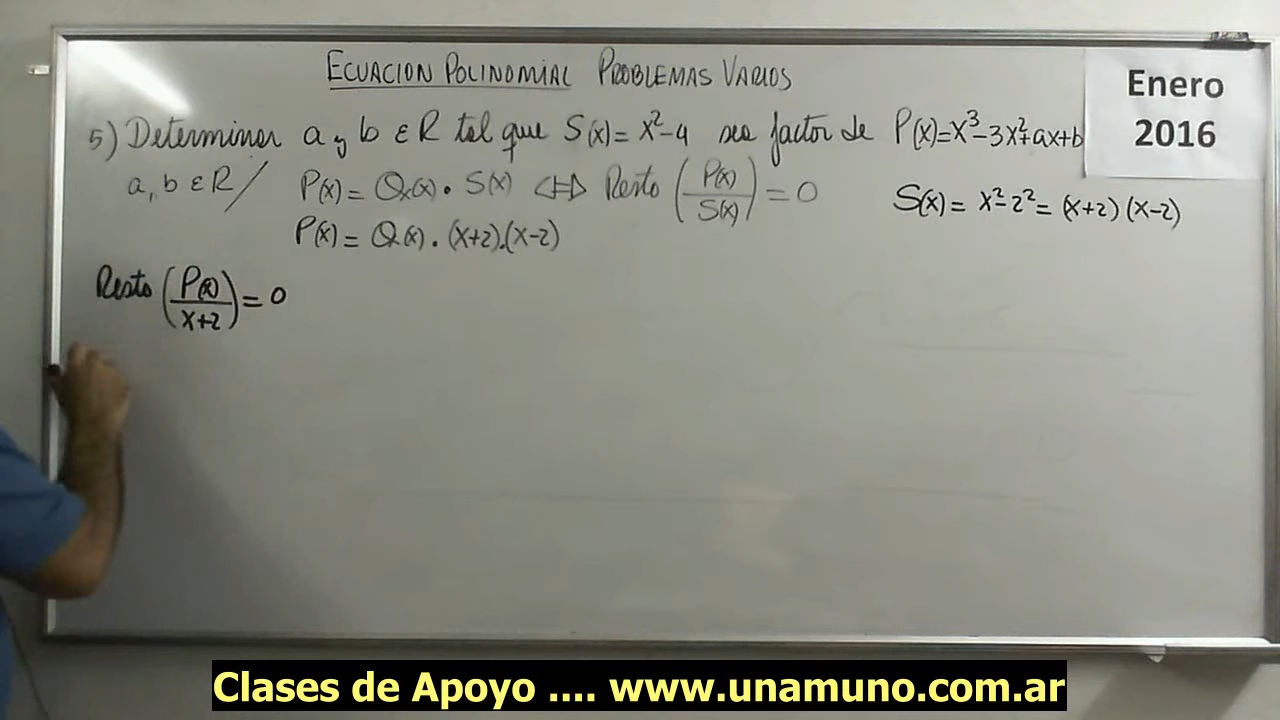 ECUACION POLINOMIAL PROBLEMAS VARIOS
Enero
2016
5) Determinar a y b ∈ R tal que S(x) = x² - 4 sea factor de P(x) = x³ - 3x² + ax + b
a, b ∈ R / P(x) = Q(x) · S(x) ⟺ Resto (P(x)/S(x)) = 0
S(x) = x² - 2² = (x+2) (x-2)
P(x) = Q(x) · (x+2).(x-2)
Resto (P(x)/x+2) = 0
Clases de Apoyo .... www.unamuno.com.ar